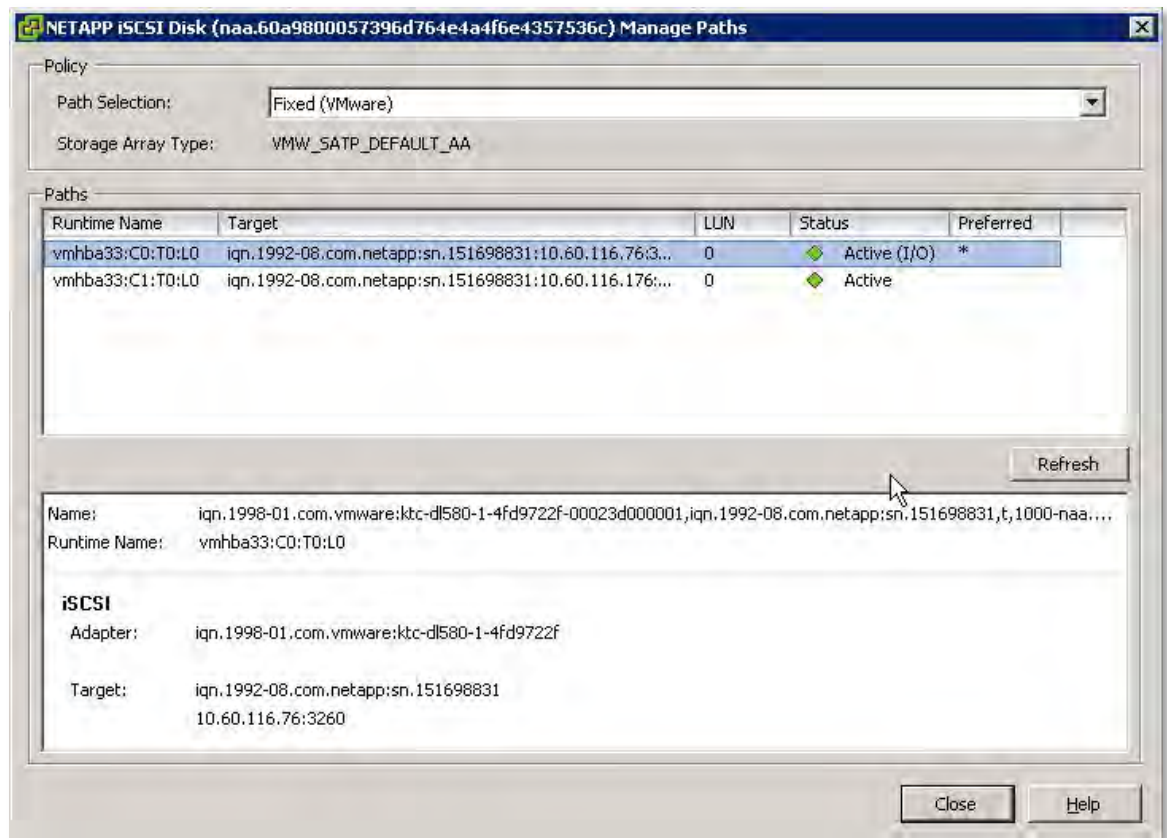 NETAPP iSCSI Disk (naa.60a9800057396d764e4a4f6e4357536c) Manage Paths
Policy
Path Selection: Fixed (VMware)
Storage Array Type: VMW_SATP_DEFAULT_AA
Paths
Runtime Name Target LUN Status Preferred
vmhba33:C0:T0:L0 iqn.1992-08.com.netapp:sn.151698831:10.60.116.76:3... 0 Active (I/O) *
vmhba33:C1:T0:L0 iqn.1992-08.com.netapp:sn.151698831:10.60.116.176:... 0 Active
Refresh
Name: iqn.1998-01.com.vmware:ktc-dl580-1-4fd9722f-00023d000001,iqn.1992-08.com.netapp:sn.151698831,t,1000-naa....
Runtime Name: vmhba33:C0:T0:L0
iSCSI
Adapter: iqn.1998-01.com.vmware:ktc-dl580-1-4fd9722f
Target: iqn.1992-08.com.netapp:sn.151698831
10.60.116.76:3260
Close Help